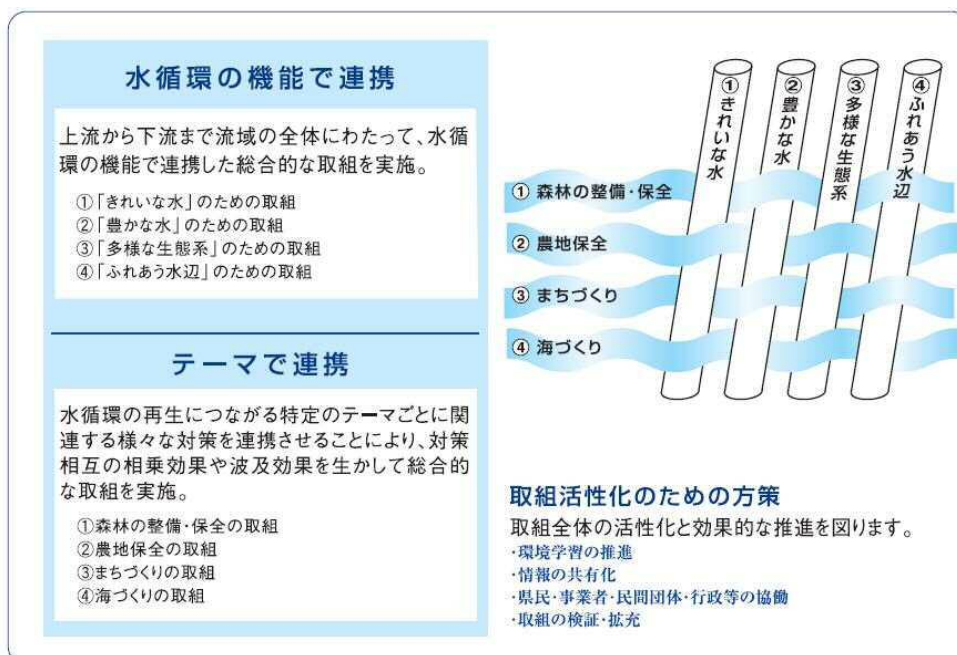 水循環の機能で連携
上流から下流まで流域の全体にわたって、水循
環の機能で連携した総合的な取組を実施。
①「きれいな水」のための取組
②「豊かな水」のための取組
③「多様な生態系」のための取組
④「ふれあう水辺」のための取組
テーマで連携
水循環の再生につながる特定のテーマごとに関
連する様々な対策を連携させることにより、対策
相互の相乗効果や波及効果を生かして総合的
な取組を実施。
①森林の整備・保全の取組
②農地保全の取組
③まちづくりの取組
④海づくりの取組
①きれいな水
②豊かな水
③多様な生態系
④ふれあう水辺
① 森林の整備・保全
② 農地保全
③ まちづくり
④ 海づくり
取組活性化のための方策
取組全体の活性化と効果的な推進を図ります。
・環境学習の推進
・情報の共有化
・県民・事業者・民間団体・行政等の協働
・取組の検証・拡充